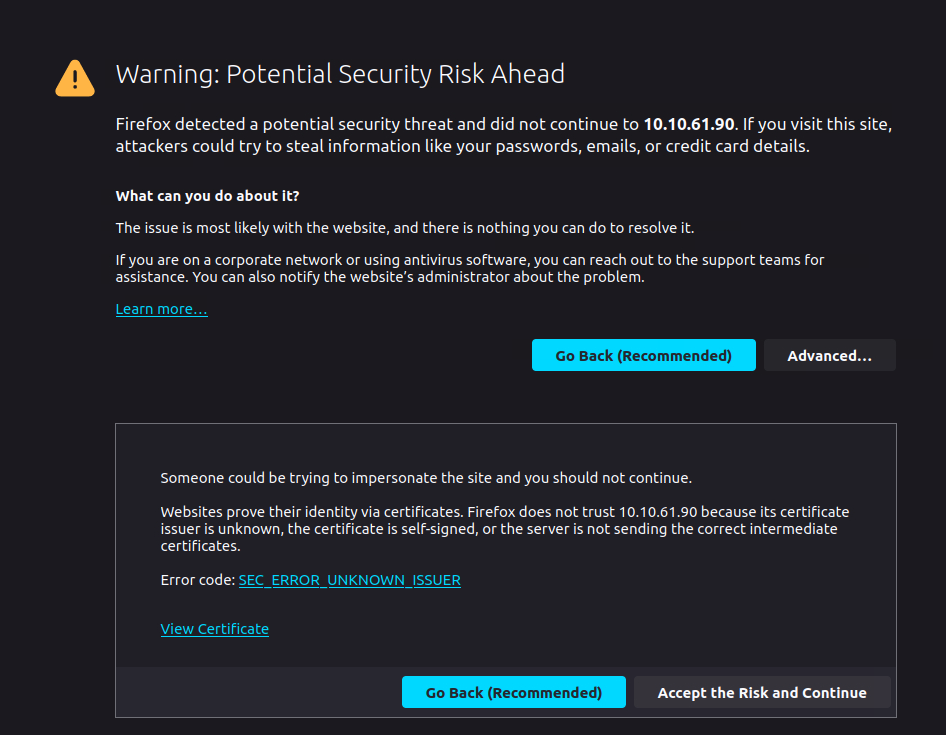 Warning: Potential Security Risk Ahead
Firefox detected a potential security threat and did not continue to 10.10.61.90. If you visit this site,
attackers could try to steal information like your passwords, emails, or credit card details.
What can you do about it?
The issue is most likely with the website, and there is nothing you can do to resolve it.
If you are on a corporate network or using antivirus software, you can reach out to the support teams for
assistance. You can also notify the website’s administrator about the problem.
Learn more…
Go Back (Recommended)
Advanced…
Someone could be trying to impersonate the site and you should not continue.
Websites prove their identity via certificates. Firefox does not trust 10.10.61.90 because its certificate
issuer is unknown, the certificate is self-signed, or the server is not sending the correct intermediate
certificates.
Error code: SEC_ERROR_UNKNOWN_ISSUER
View Certificate
Go Back (Recommended)
Accept the Risk and Continue